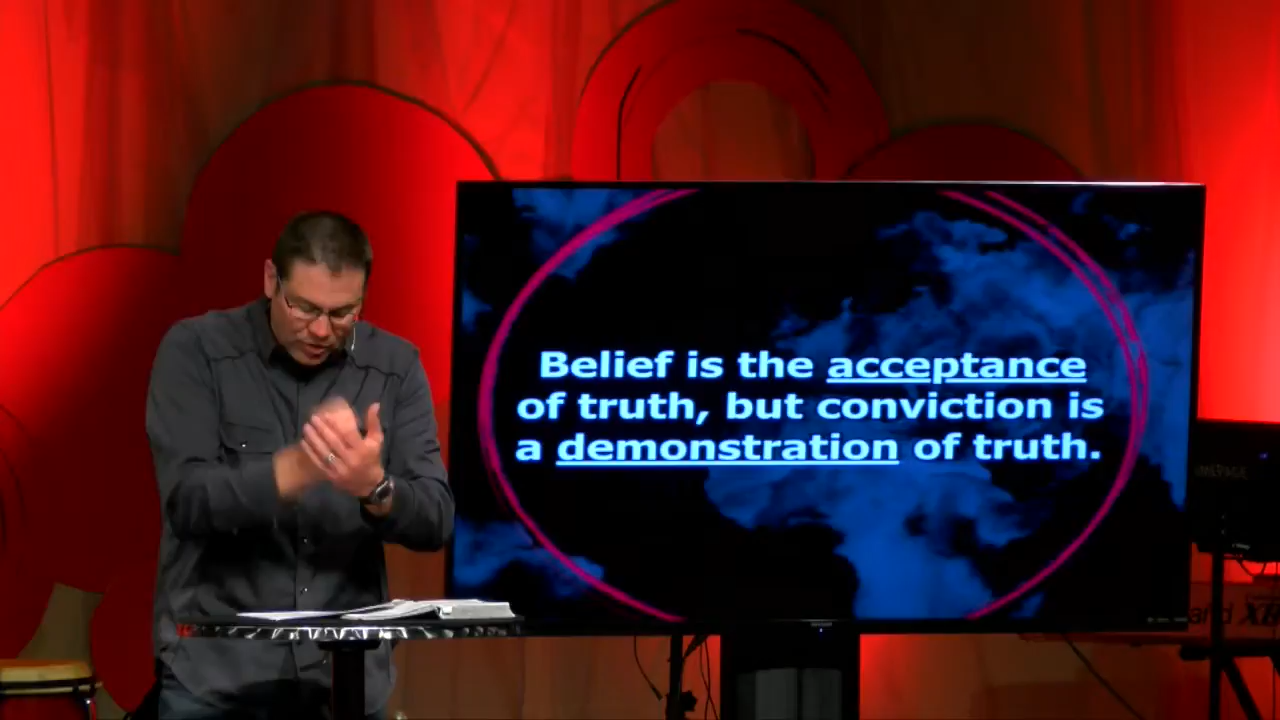 Belief is the acceptance
of truth, but conviction is
a demonstration of truth.